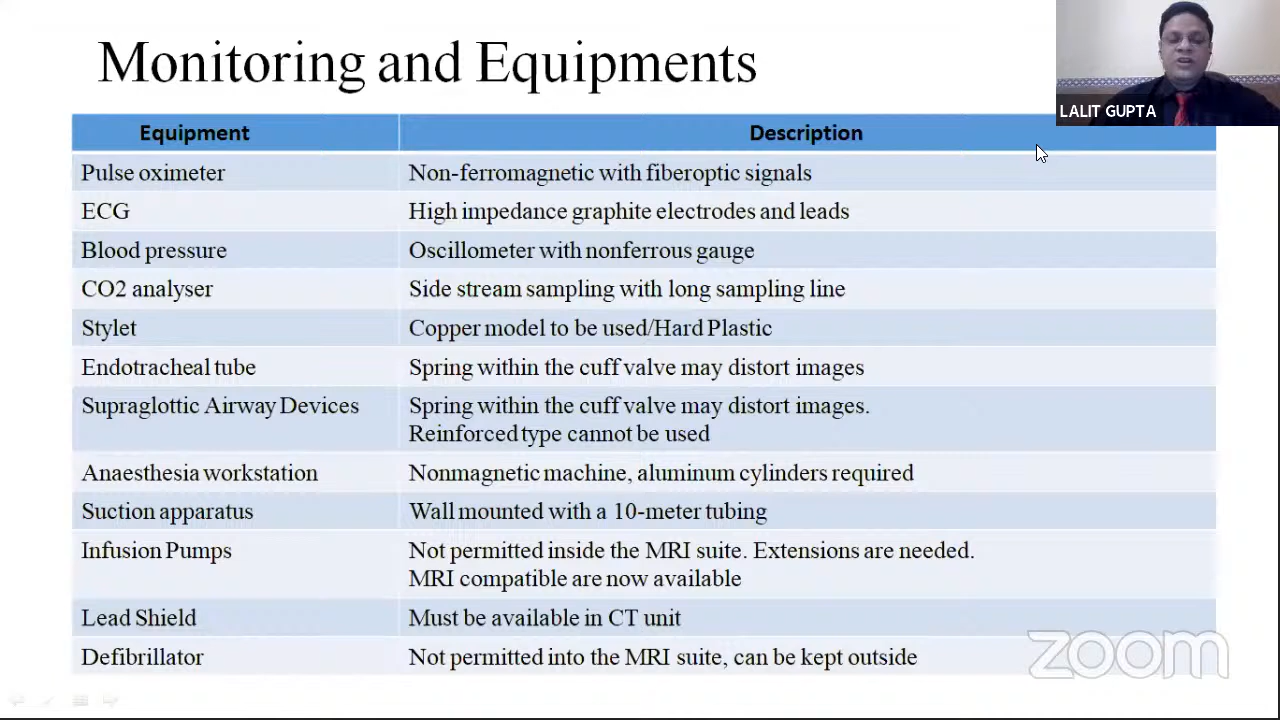 Monitoring and Equipments
LALIT GUPTA
Equipment Description
Pulse oximeter Non-ferromagnetic with fiberoptic signals
ECG High impedance graphite electrodes and leads
Blood pressure Oscillometer with nonferrous gauge
CO2 analyser Side stream sampling with long sampling line
Stylet Copper model to be used/Hard Plastic
Endotracheal tube Spring within the cuff valve may distort images
Supraglottic Airway Devices Spring within the cuff valve may distort images.
Reinforced type cannot be used
Anaesthesia workstation Nonmagnetic machine, aluminum cylinders required
Suction apparatus Wall mounted with a 10-meter tubing
Infusion Pumps Not permitted inside the MRI suite. Extensions are needed.
MRI compatible are now available
Lead Shield Must be available in CT unit
Defibrillator Not permitted into the MRI suite, can be kept outside
zoom